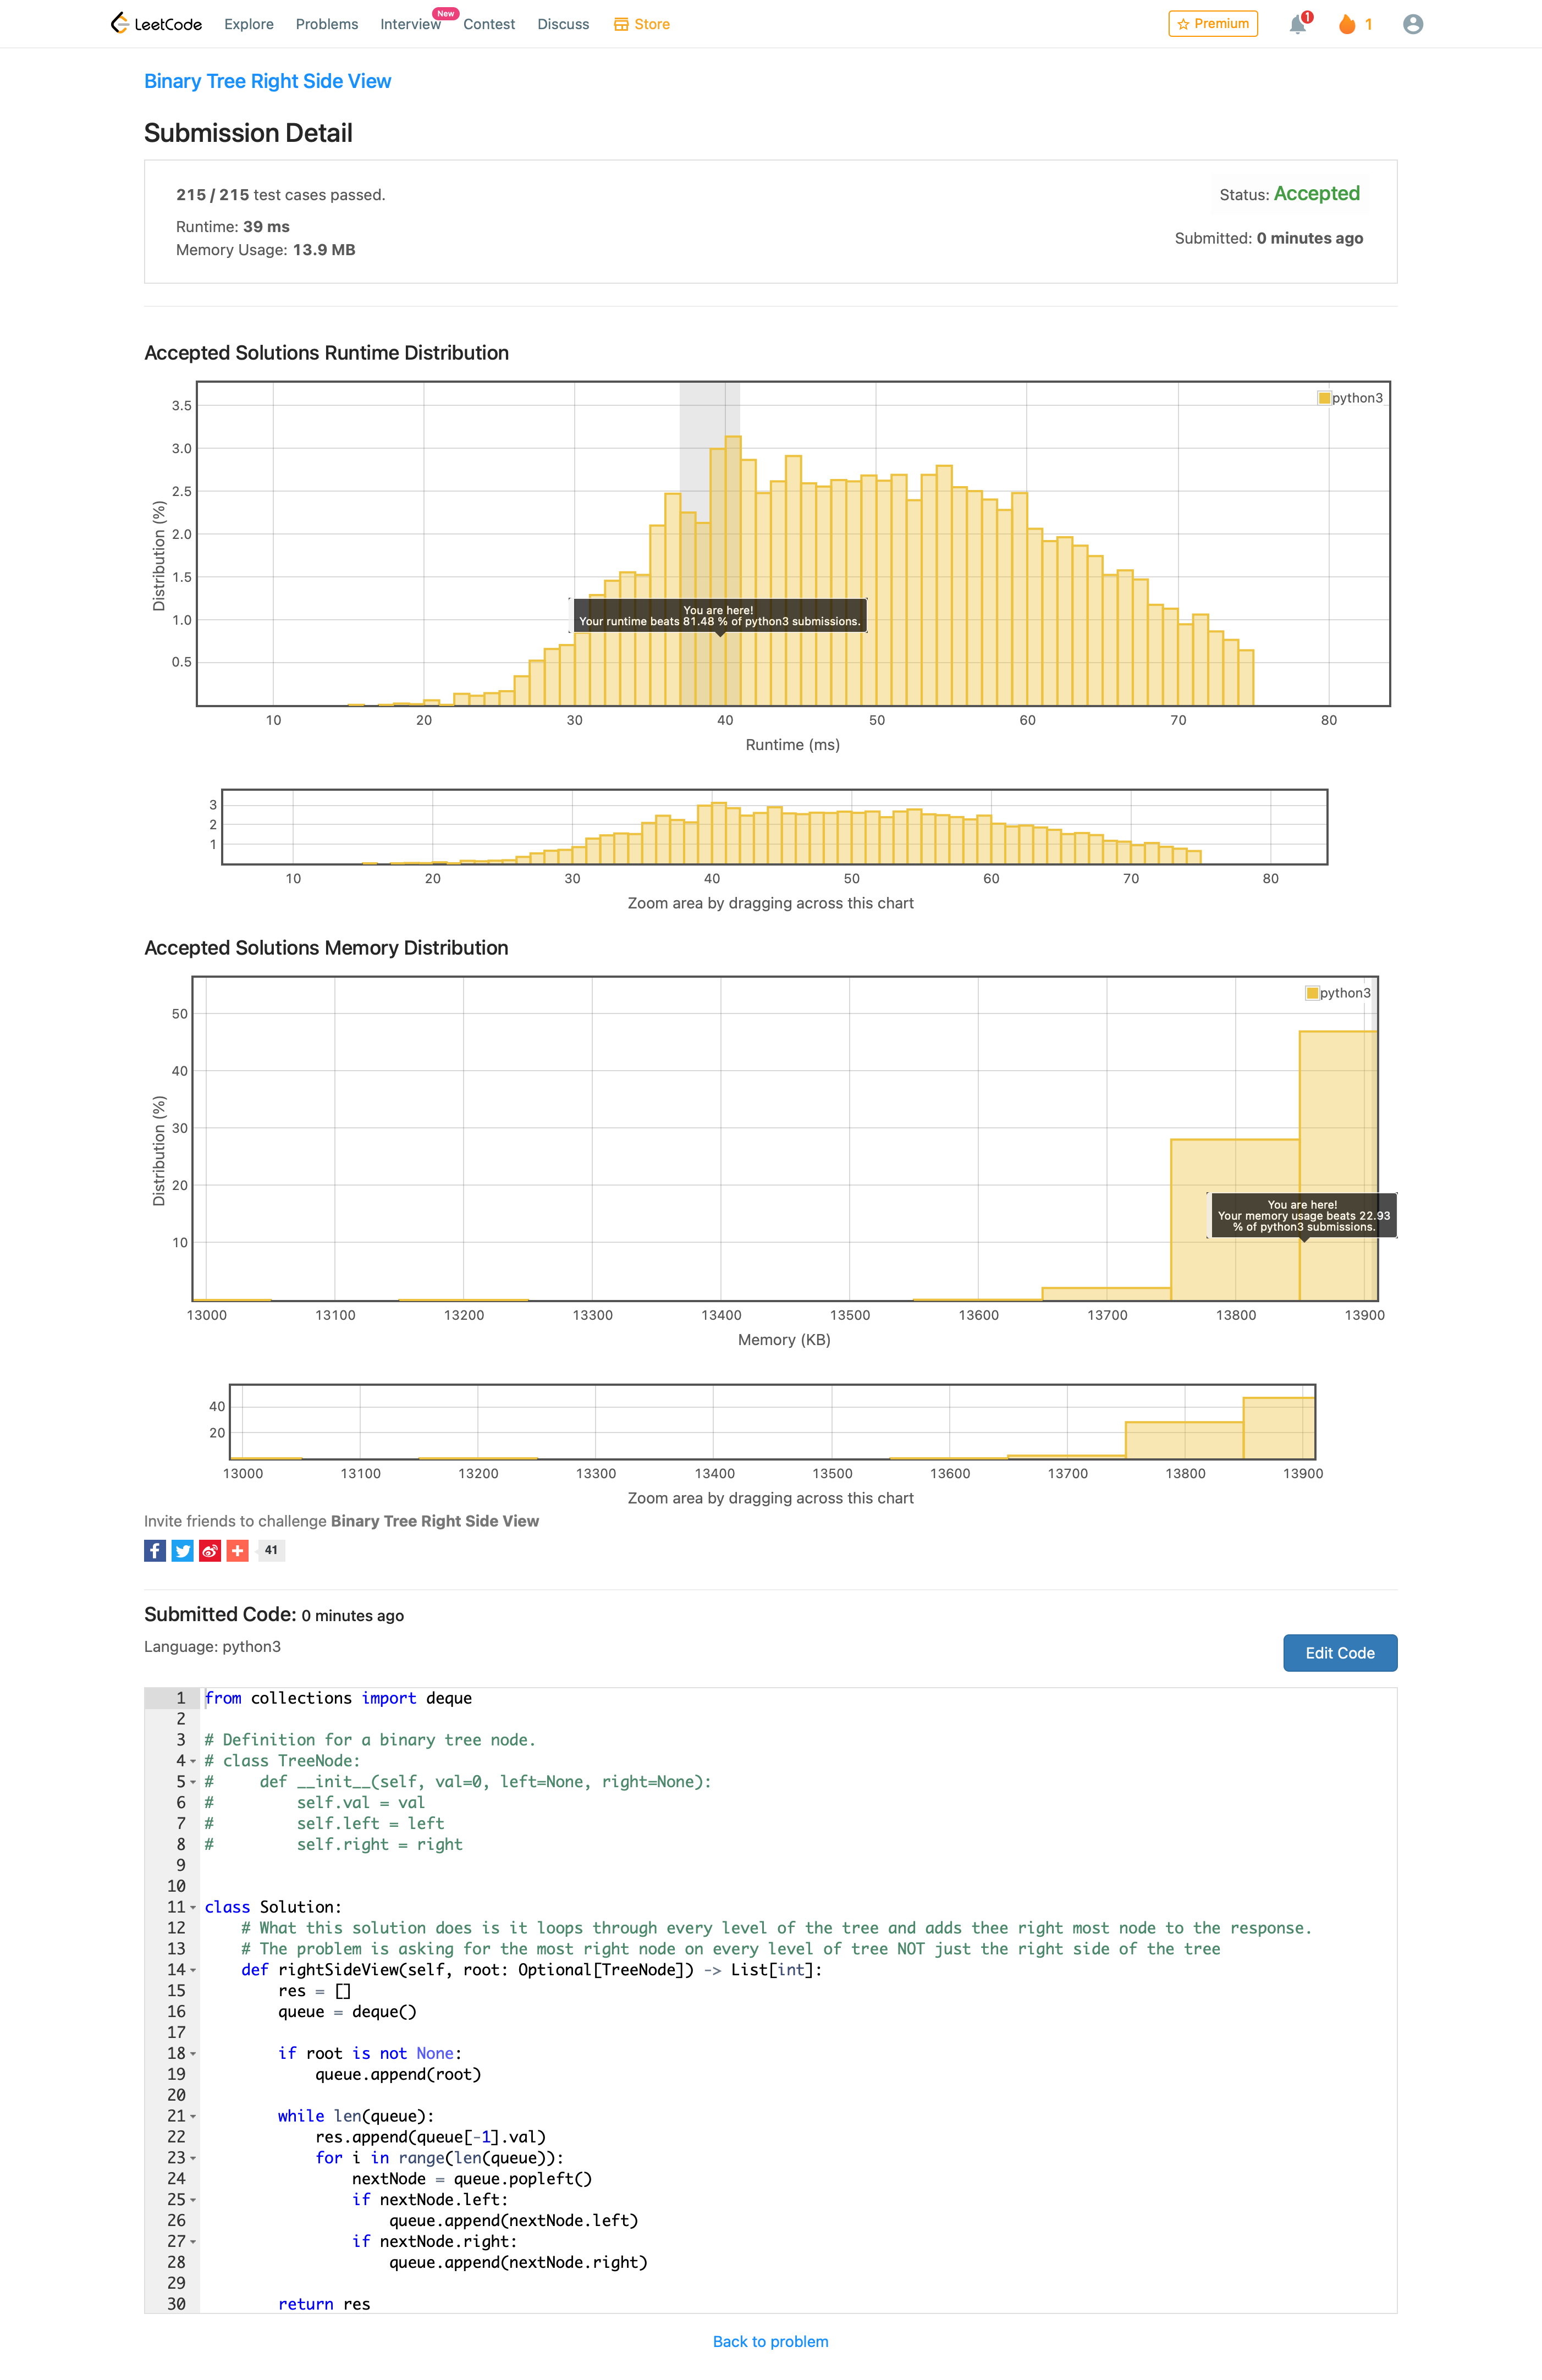 LeetCode Explore Problems Interview New Contest Discuss Store Premium 1 1
Binary Tree Right Side View
Submission Detail
215 / 215 test cases passed.
Status: Accepted
Runtime: 39 ms
Submitted: 0 minutes ago
Memory Usage: 13.9 MB
Accepted Solutions Runtime Distribution
python3
3.5
3.0
2.5
2.0
1.5
1.0
0.5
Distribution (%)
You are here!
Your runtime beats 81.48 % of python3 submissions.
10 20 30 40 50 60 70 80
Runtime (ms)
3
2
1
10 20 30 40 50 60 70 80
Zoom area by dragging across this chart
Accepted Solutions Memory Distribution
python3
50
40
30
20
10
Distribution (%)
You are here!
Your memory usage beats 22.93
% of python3 submissions.
13000 13100 13200 13300 13400 13500 13600 13700 13800 13900
Memory (KB)
40
20
13000 13100 13200 13300 13400 13500 13600 13700 13800 13900
Zoom area by dragging across this chart
Invite friends to challenge Binary Tree Right Side View
41
Submitted Code: 0 minutes ago
Language: python3
Edit Code
1 from collections import deque
2
3 # Definition for a binary tree node.
4 # class TreeNode:
5 #     def __init__(self, val=0, left=None, right=None):
6 #         self.val = val
7 #         self.left = left
8 #         self.right = right
9
10
11 class Solution:
12     # What this solution does is it loops through every level of the tree and adds thee right most node to the response.
13     # The problem is asking for the most right node on every level of tree NOT just the right side of the tree
14     def rightSideView(self, root: Optional[TreeNode]) -> List[int]:
15         res = []
16         queue = deque()
17
18         if root is not None:
19             queue.append(root)
20
21         while len(queue):
22             res.append(queue[-1].val)
23             for i in range(len(queue)):
24                 nextNode = queue.popleft()
25                 if nextNode.left:
26                     queue.append(nextNode.left)
27                 if nextNode.right:
28                     queue.append(nextNode.right)
29
30         return res
Back to problem